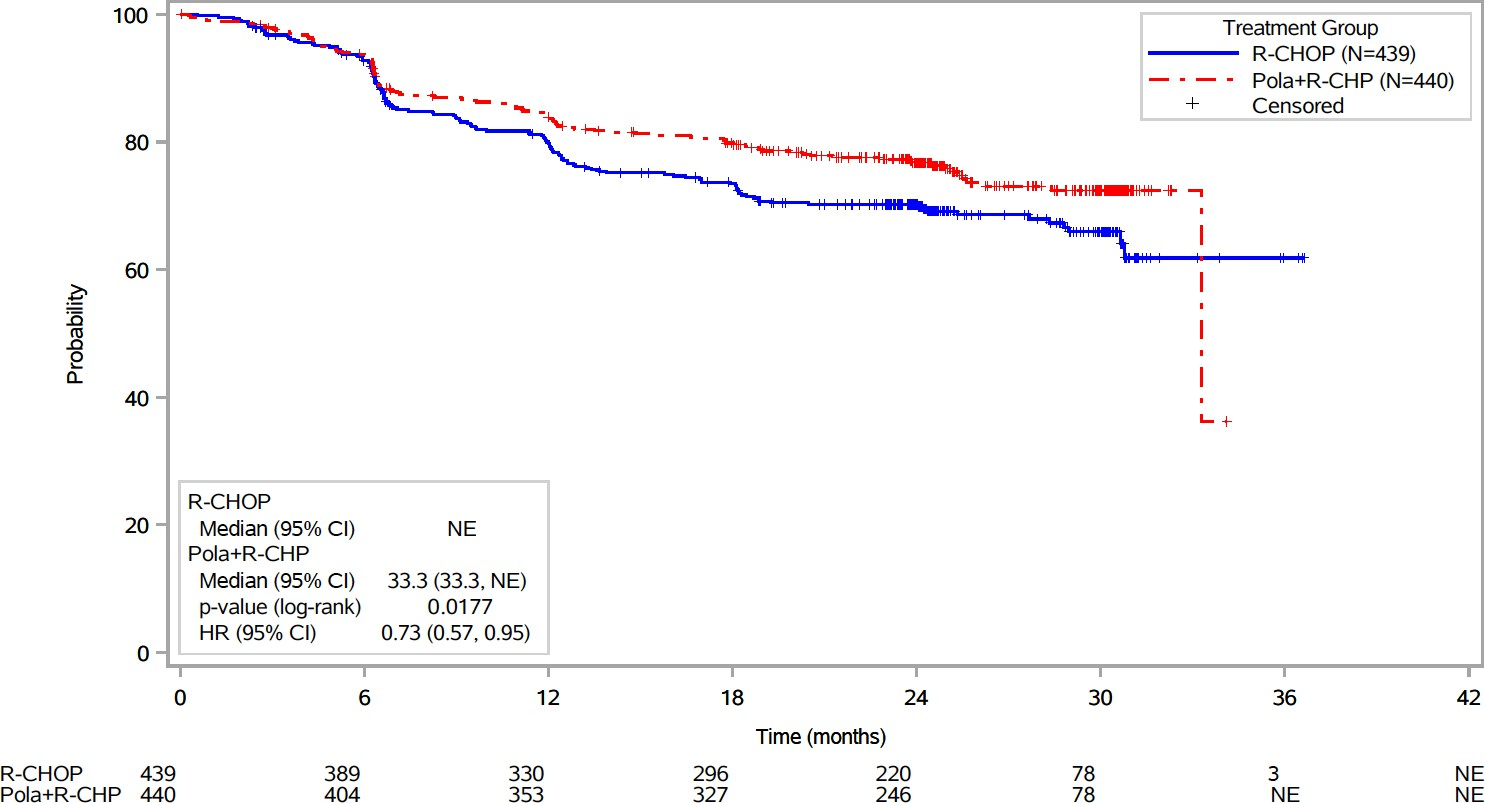 100
80
60
40
20
0
Probability
Treatment Group
R-CHOP (N=439)
Pola+R-CHP (N=440)
+ Censored
R-CHOP
Median (95% CI) NE
Pola+R-CHP
Median (95% CI) 33.3 (33.3, NE)
p-value (log-rank) 0.0177
HR (95% CI) 0.73 (0.57, 0.95)
0 6 12 18 24 30 36 42
Time (months)
R-CHOP 439 389 330 296 220 78 3 NE
Pola+R-CHP 440 404 353 327 246 78 NE NE